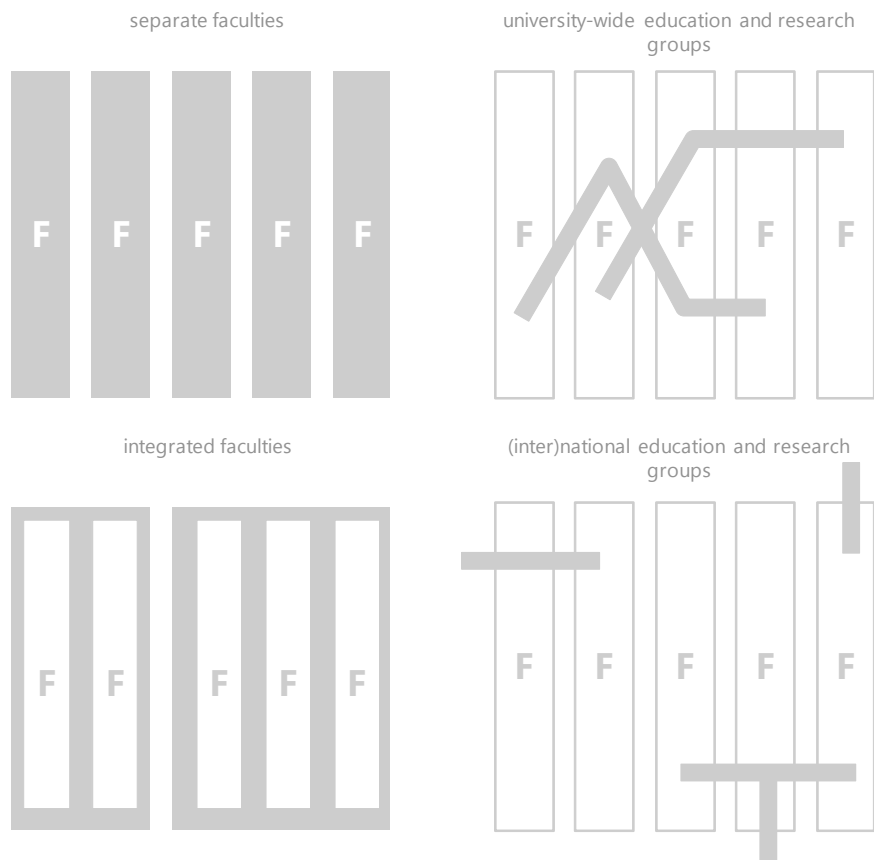 separate faculties
university-wide education and research
groups
F F F F F
F F F F F
integrated faculties
(inter)national education and research
groups
F F F F F
F F F F F